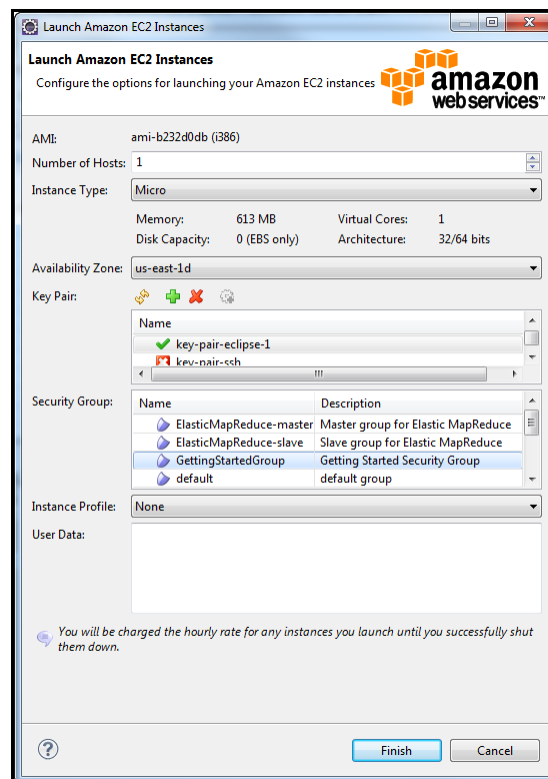 Launch Amazon EC2 Instances
Launch Amazon EC2 Instances
Configure the options for launching your Amazon EC2 instances
amazon
webservices™
AMI: ami-b232d0db (i386)
Number of Hosts: 1
Instance Type: Micro
Memory: 613 MB Virtual Cores: 1
Disk Capacity: 0 (EBS only) Architecture: 32/64 bits
Availability Zone: us-east-1d
Key Pair:
Name
key-pair-eclipse-1
key-pair-ssh
Security Group: Name Description
ElasticMapReduce-master Master group for Elastic MapReduce
ElasticMapReduce-slave Slave group for Elastic MapReduce
GettingStartedGroup Getting Started Security Group
default default group
Instance Profile: None
User Data:
You will be charged the hourly rate for any instances you launch until you successfully shut
them down.
Finish Cancel